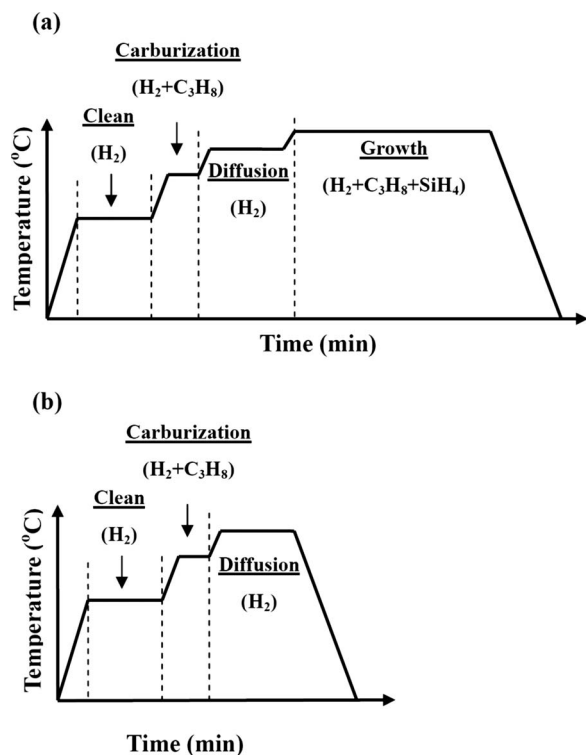 (a)
Carburization
(H₂+C₃H₈)
Clean
(H₂)
Diffusion
(H₂)
Growth
(H₂+C₃H₈+SiH₄)
Temperature (°C)
Time (min)
(b)
Carburization
(H₂+C₃H₈)
Clean
(H₂)
Diffusion
(H₂)
Temperature (°C)
Time (min)